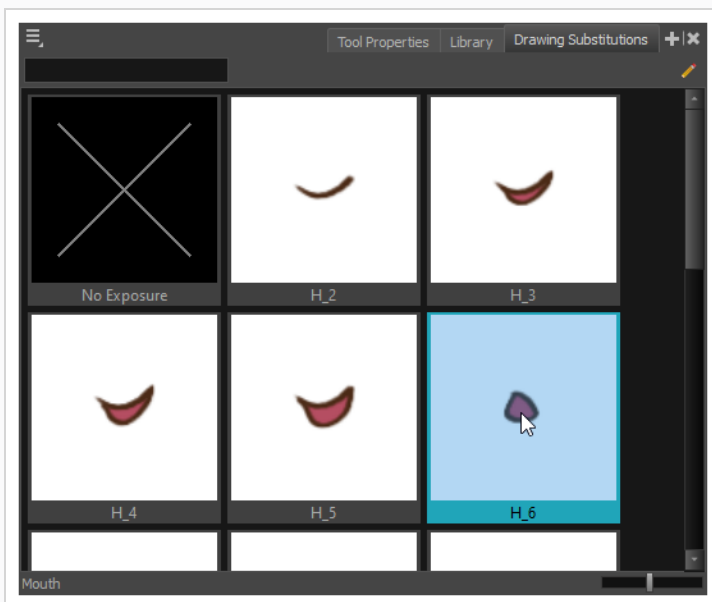 Tool Properties Library Drawing Substitutions
No Exposure H_2 H_3
H_4 H_5 H_6
Mouth